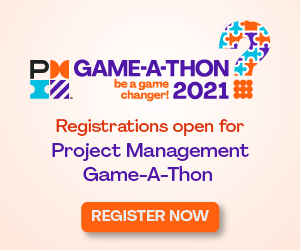 PM
GAME-A-THON
be a game
changer! 2021
Registrations open for
Project Management
Game-A-Thon
REGISTER NOW